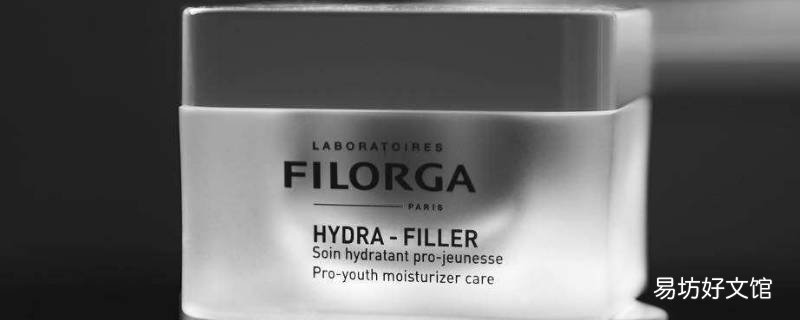 LABORATOIRES
FILORGA
PARIS
HYDRA - FILLER
Soin hydratant pro-jeunesse
Pro-youth moisturizer care
易坊好文馆